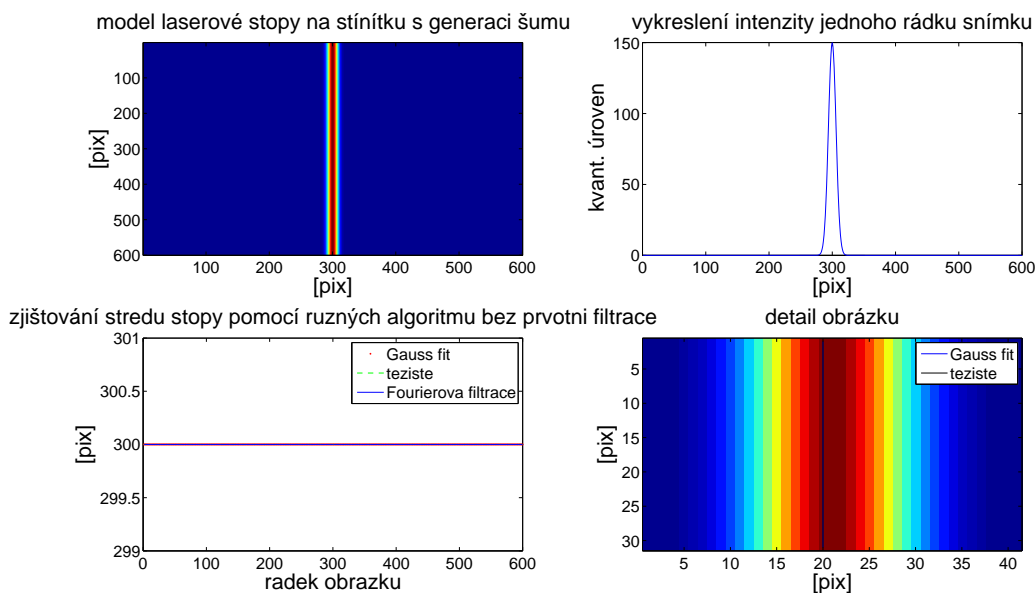 model laserové stopy na stínítku s generaci šumu
[pix]
100
200
300
400
500
600
100 200 300 400 500 600
[pix]
vykreslení intenzity jednoho rádku snímku
kvant. úroven
150
100
50
0
0 100 200 300 400 500 600
[pix]
zjištování stredu stopy pomocí ruzných algoritmu bez prvotni filtrace
[pix]
301
300.5
300
299.5
299
Gauss fit
teziste
Fourierova filtrace
0 100 200 300 400 500 600
radek obrazku
detail obrázku
[pix]
5
10
15
20
25
30
Gauss fit
teziste
5 10 15 20 25 30 35 40
[pix]